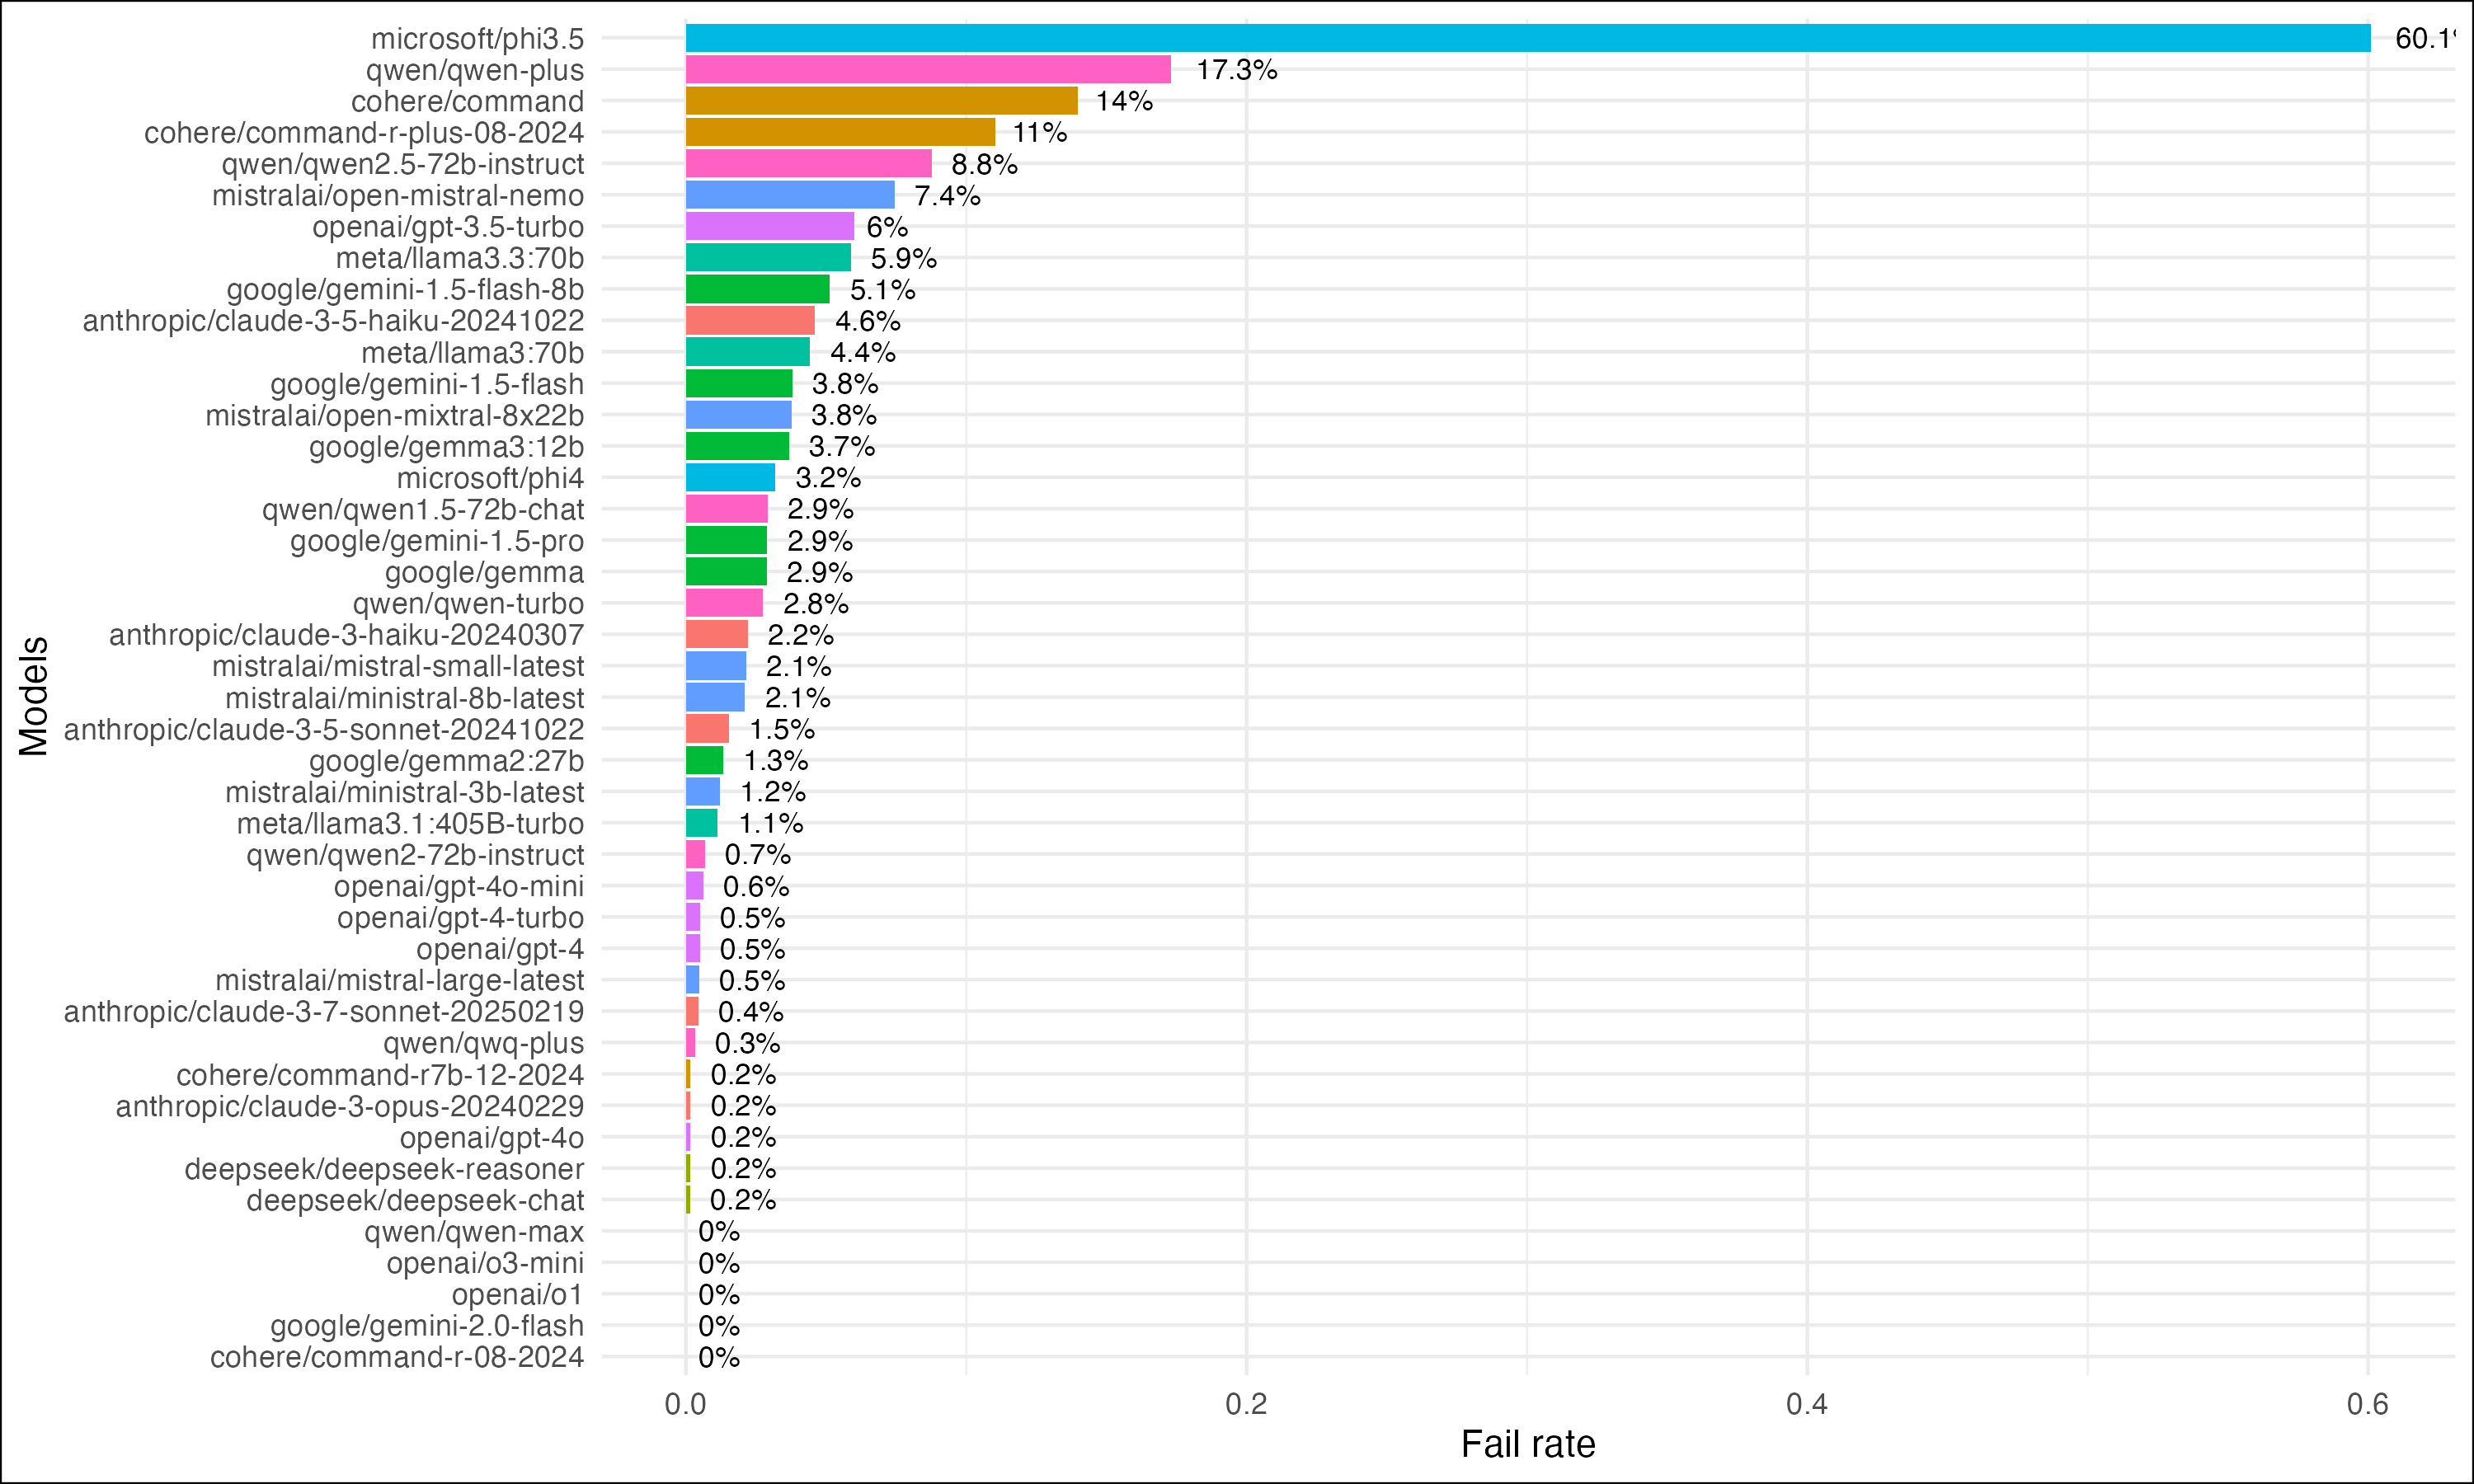 microsoft/phi3.5 60.1%
qwen/qwen-plus 17.3%
cohere/command 14%
cohere/command-r-plus-08-2024 11%
qwen/qwen2.5-72b-instruct 8.8%
mistralai/open-mistral-nemo 7.4%
openai/gpt-3.5-turbo 6%
meta/llama3.3:70b 5.9%
google/gemini-1.5-flash-8b 5.1%
anthropic/claude-3-5-haiku-20241022 4.6%
meta/llama3:70b 4.4%
google/gemini-1.5-flash 3.8%
mistralai/open-mixtral-8x22b 3.8%
google/gemma3:12b 3.7%
microsoft/phi4 3.2%
qwen/qwen1.5-72b-chat 2.9%
google/gemini-1.5-pro 2.9%
google/gemma 2.9%
qwen/qwen-turbo 2.8%
anthropic/claude-3-haiku-20240307 2.2%
mistralai/mistral-small-latest 2.1%
mistralai/ministral-8b-latest 2.1%
anthropic/claude-3-5-sonnet-20241022 1.5%
google/gemma2:27b 1.3%
mistralai/ministral-3b-latest 1.2%
meta/llama3.1:405B-turbo 1.1%
qwen/qwen2-72b-instruct 0.7%
openai/gpt-4o-mini 0.6%
openai/gpt-4-turbo 0.5%
openai/gpt-4 0.5%
mistralai/mistral-large-latest 0.5%
anthropic/claude-3-7-sonnet-20250219 0.4%
qwen/qwq-plus 0.3%
cohere/command-r7b-12-2024 0.2%
anthropic/claude-3-opus-20240229 0.2%
openai/gpt-4o 0.2%
deepseek/deepseek-reasoner 0.2%
deepseek/deepseek-chat 0.2%
qwen/qwen-max 0%
openai/o3-mini 0%
openai/o1 0%
google/gemini-2.0-flash 0%
cohere/command-r-08-2024 0%
0.0 0.2 0.4 0.6
Fail rate
Models